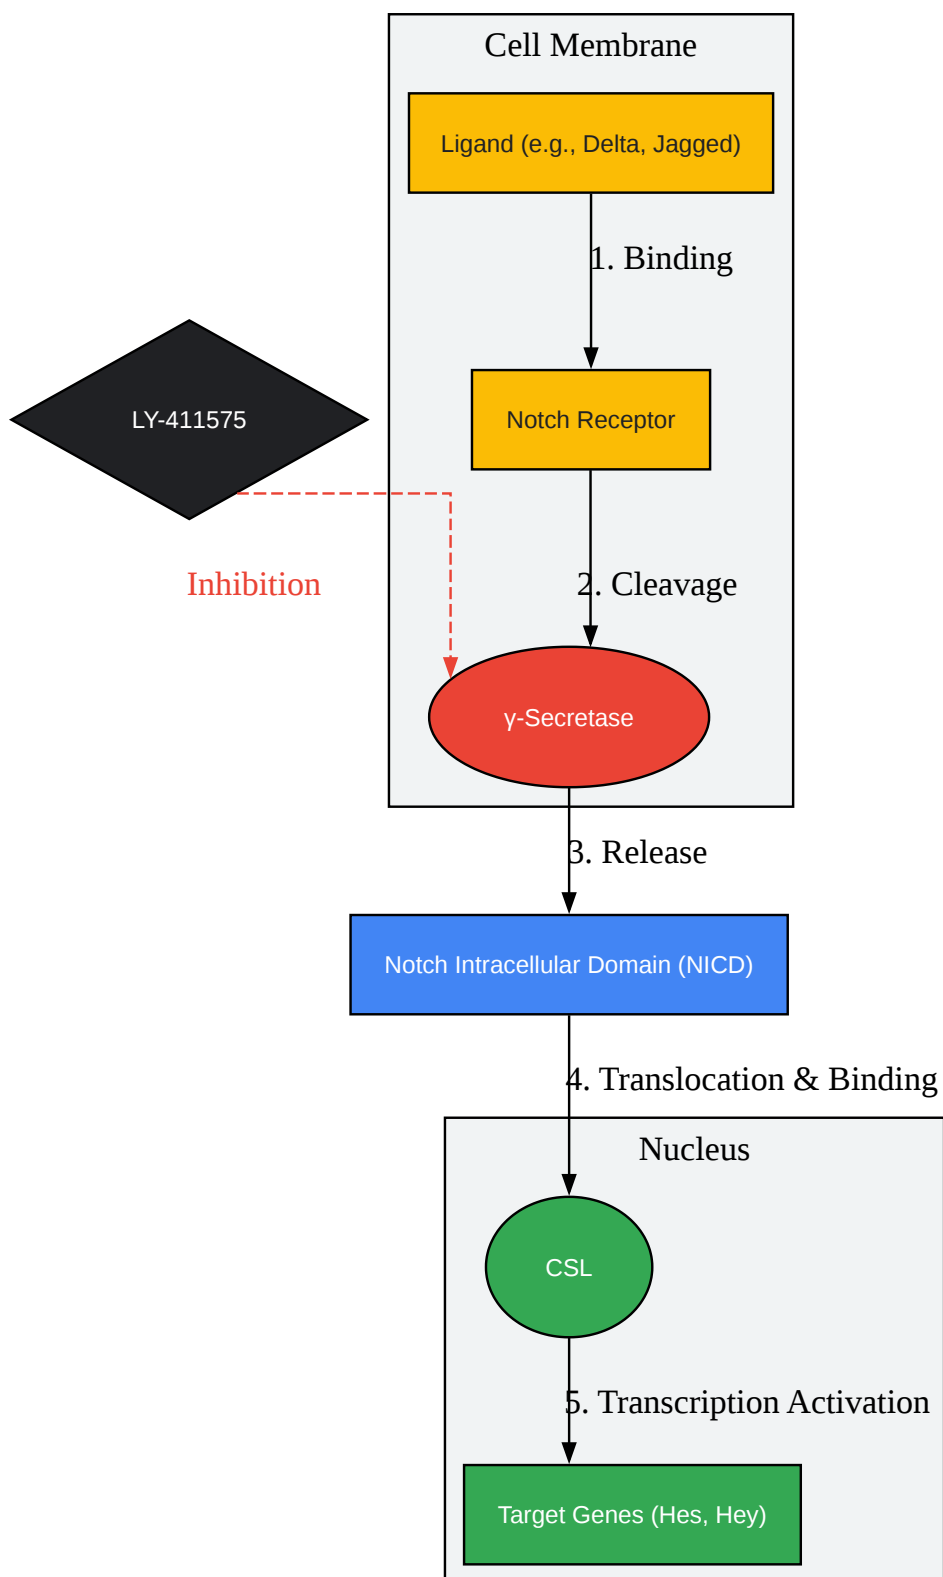 Cell Membrane
Ligand (e.g., Delta, Jagged)
1. Binding
LY-411575
Notch Receptor
Inhibition
2. Cleavage
γ-Secretase
3. Release
Notch Intracellular Domain (NICD)
4. Translocation & Binding
Nucleus
CSL
5. Transcription Activation
Target Genes (Hes, Hey)